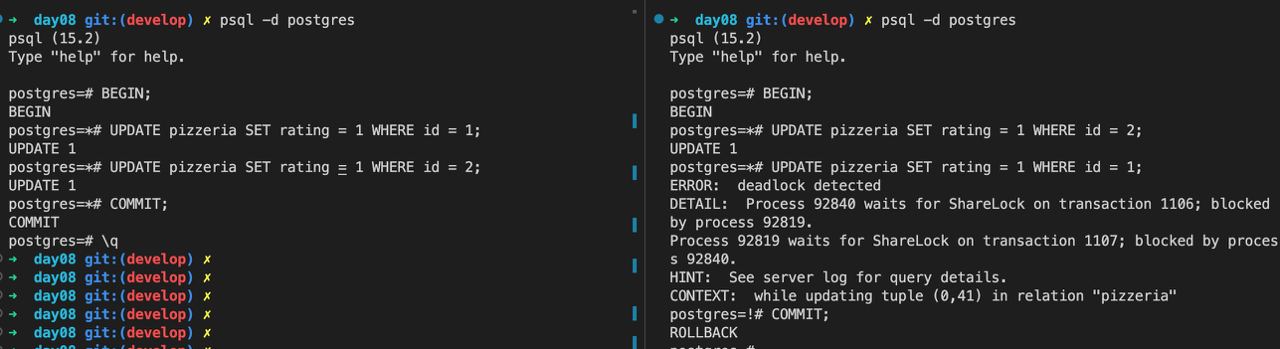 ➜ day08 git:(develop) ✗ psql -d postgres
psql (15.2)
Type "help" for help.
postgres=# BEGIN;
BEGIN
postgres=*# UPDATE pizzeria SET rating = 1 WHERE id = 1;
UPDATE 1
postgres=*# UPDATE pizzeria SET rating = 1 WHERE id = 2;
UPDATE 1
postgres=*# COMMIT;
COMMIT
postgres=# \q
➜ day08 git:(develop) ✗
➜ day08 git:(develop) ✗
➜ day08 git:(develop) ✗
➜ day08 git:(develop) ✗
➜ day08 git:(develop) ✗
➜ day08 git:(develop) ✗ psql -d postgres
psql (15.2)
Type "help" for help.
postgres=# BEGIN;
BEGIN
postgres=*# UPDATE pizzeria SET rating = 1 WHERE id = 2;
UPDATE 1
postgres=*# UPDATE pizzeria SET rating = 1 WHERE id = 1;
ERROR:  deadlock detected
DETAIL:  Process 92840 waits for ShareLock on transaction 1106; blocked
by process 92819.
Process 92819 waits for ShareLock on transaction 1107; blocked by proces
s 92840.
HINT:  See server log for query details.
CONTEXT:  while updating tuple (0,41) in relation "pizzeria"
postgres=!# COMMIT;
ROLLBACK